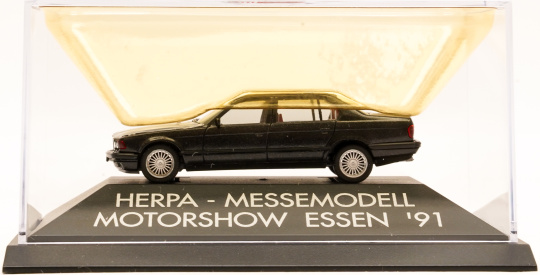 HERPA - MESSEMODELL
MOTORSHOW ESSEN '91